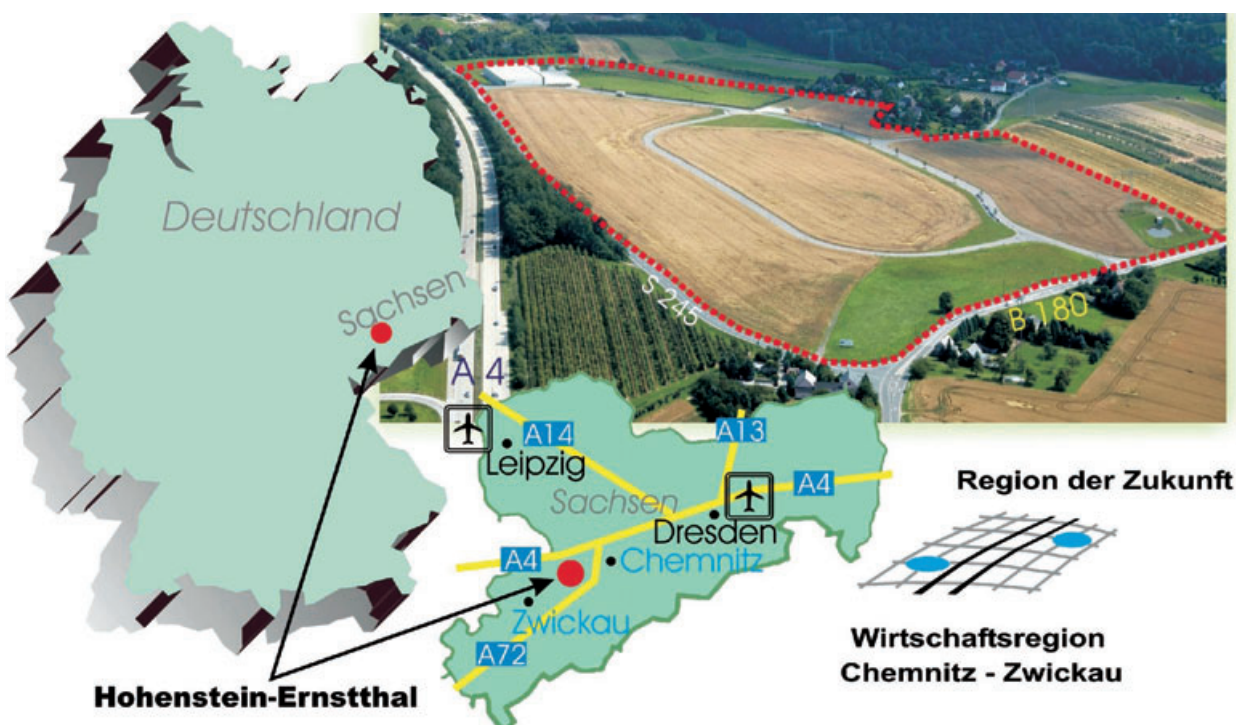 Deutschland
Sachsen
S 245
B 180
A 4
A14
A13
Leipzig
Sachsen
A4
Dresden
A4
Chemnitz
Zwickau
A72
Hohenstein-Ernstthal
Region der Zukunft
Wirtschaftsregion
Chemnitz - Zwickau